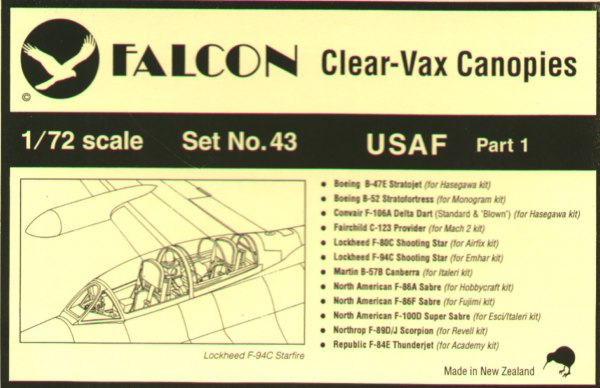 FALCON Clear-Vax Canopies
©
1/72 scale Set No. 43 USAF Part 1
• Boeing B-47E Stratojet (for Hasegawa kit)
• Boeing B-52 Stratofortress (for Monogram kit)
• Convair F-106A Delta Dart (Standard & 'Blown') (for Hasegawa kit)
• Fairchild C-123 Provider (for Mach 2 kit)
• Lockheed F-80C Shooting Star (for Airfix kit)
• Lockheed F-94C Shooting Star (for Emhar kit)
• Martin B-57B Canberra (for Italeri kit)
• North American F-86A Sabre (for Hobbycraft kit)
• North American F-86F Sabre (for Fujimi kit)
• North American F-100D Super Sabre (for Esci/Italeri kit)
• Northrop F-89D/J Scorpion (for Revell kit)
• Republic F-84E Thunderjet (for Academy kit)
Lockheed F-94C Starfire
Made in New Zealand